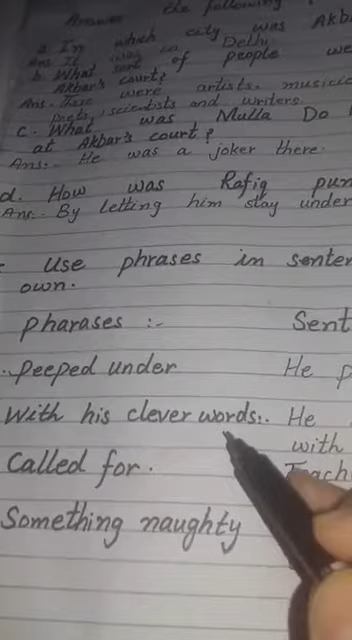 Answer the following
a. In which city was Akba
Ans. It was in Delhi
b. What sort of people we
Akbar's court?
Ans. There were artists, musicia
poets, scientists and writers.
c. What was Mulla Do
at Akbar's court?
Ans:- He was a joker there.
d. How was Rafiq pun
Ans:- By letting him stay under
Use phrases in senten
own.
Pharases :- Sent
Peeped under He p
With his clever words:. He
with
Called for. Teach
Something naughty